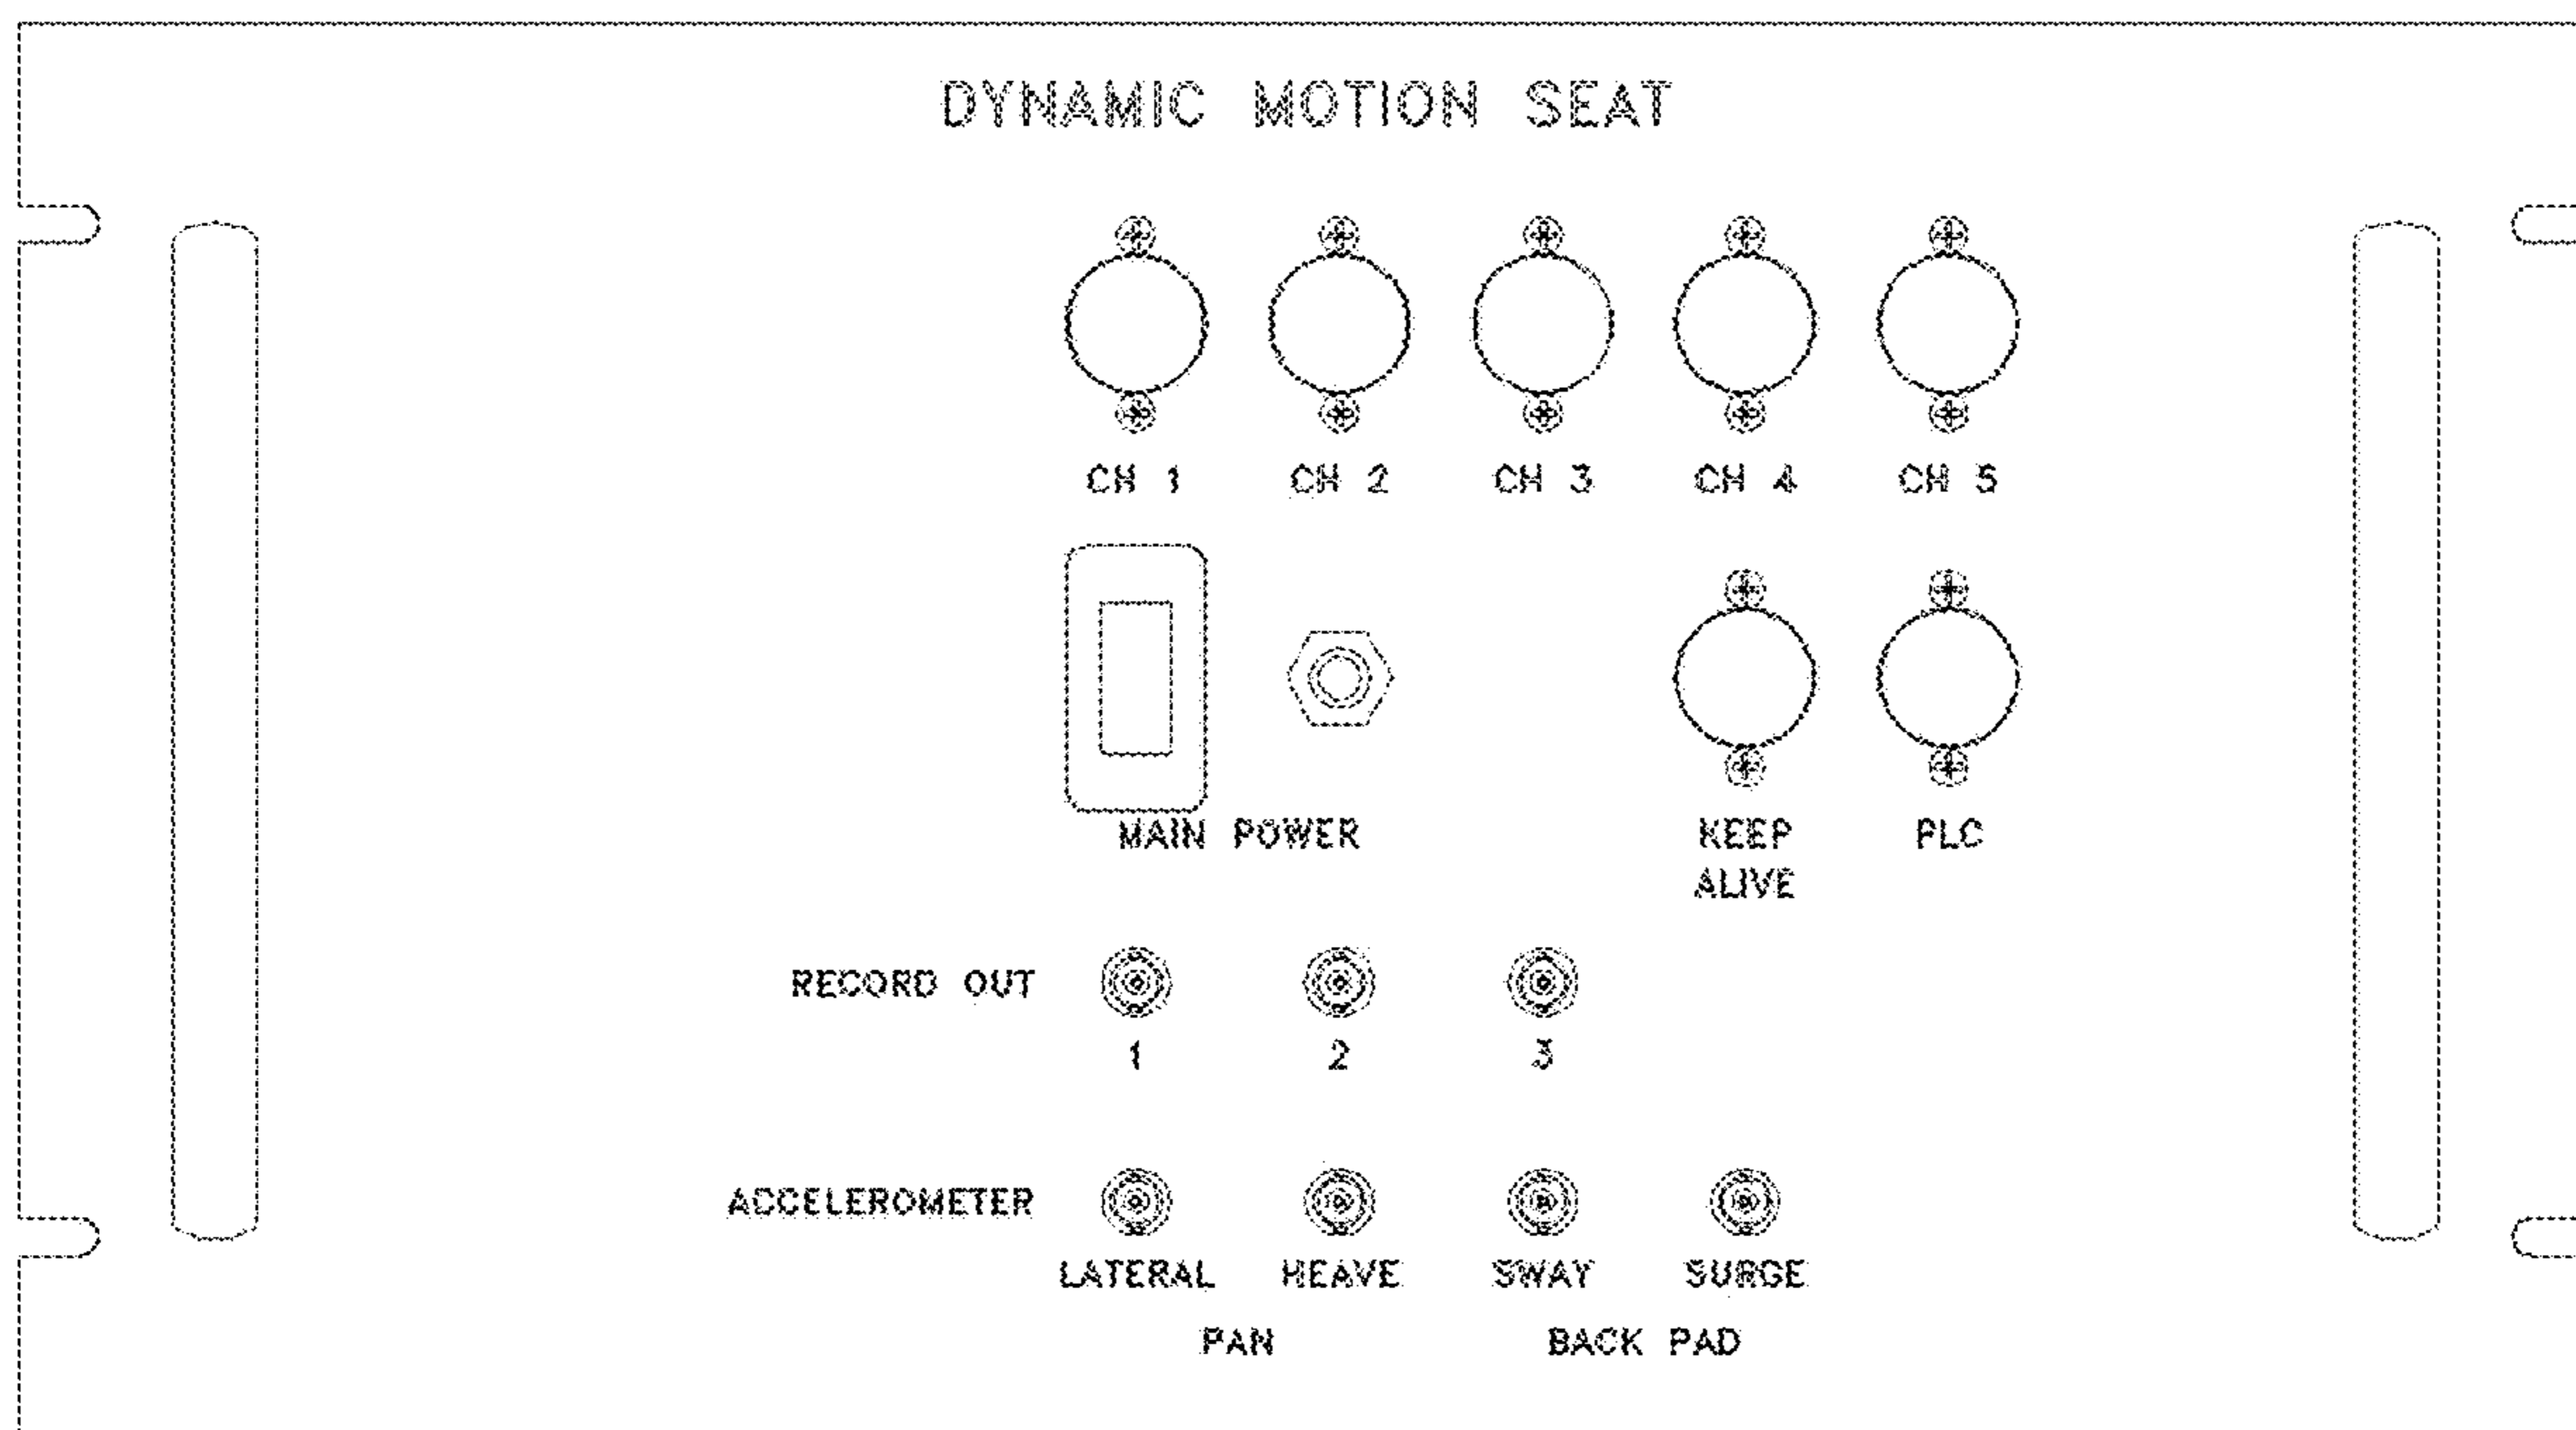 DYNAMIC MOTION SEAT
CH 1 CH 2 CH 3 CH 4 CH 5
MAIN POWER KEEP ALIVE PLC
RECORD OUT
1 2 3
ACCELEROMETER
LATERAL HEAVE SWAY SURGE
PAN BACK PAD